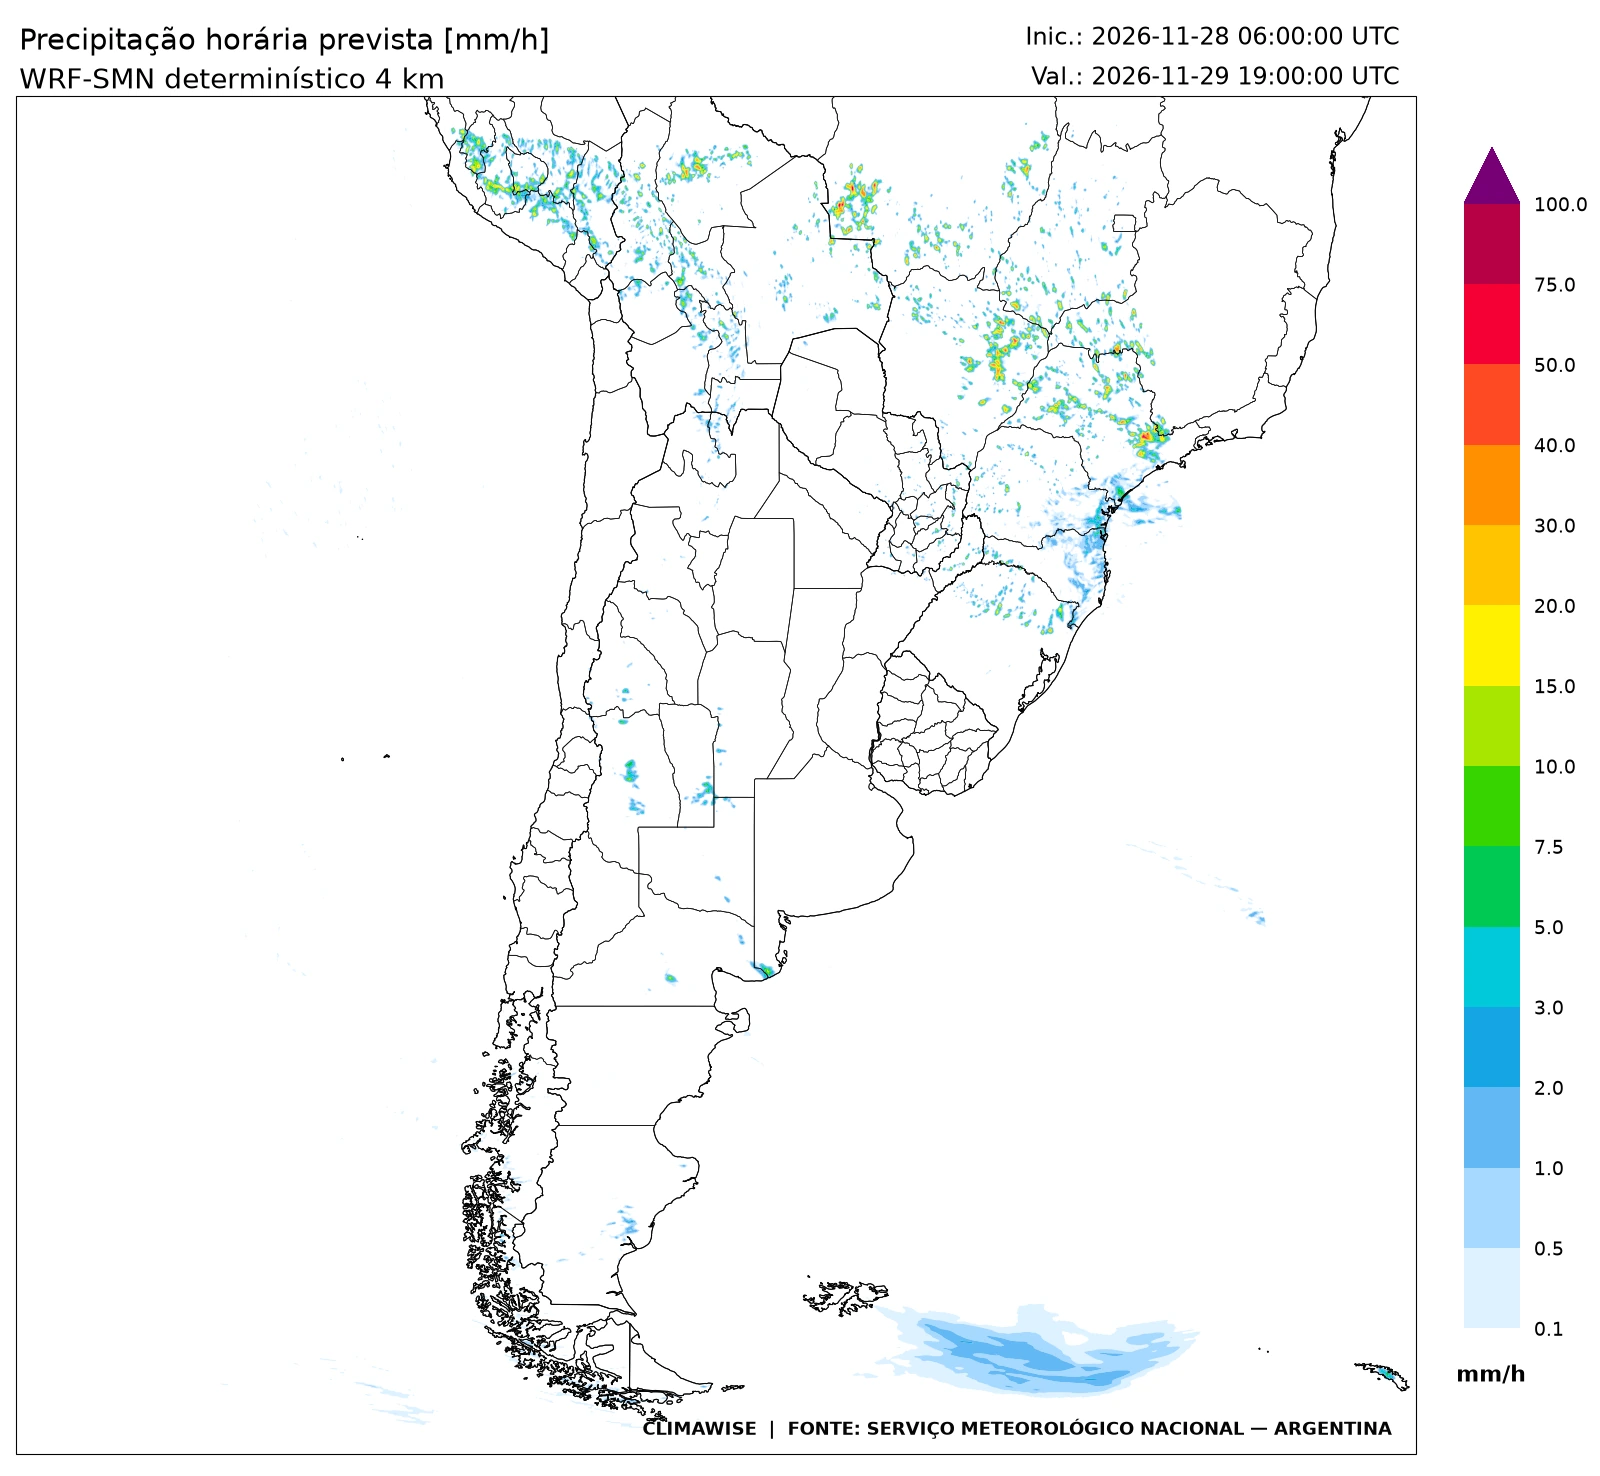 Precipitação horária prevista [mm/h]
WRF-SMN determinístico 4 km
Inic.: 2026-11-28 06:00:00 UTC
Val.: 2026-11-29 19:00:00 UTC
100.0
75.0
50.0
40.0
30.0
20.0
15.0
10.0
7.5
5.0
3.0
2.0
1.0
0.5
0.1
mm/h
CLIMAWISE | FONTE: SERVIÇO METEOROLÓGICO NACIONAL — ARGENTINA